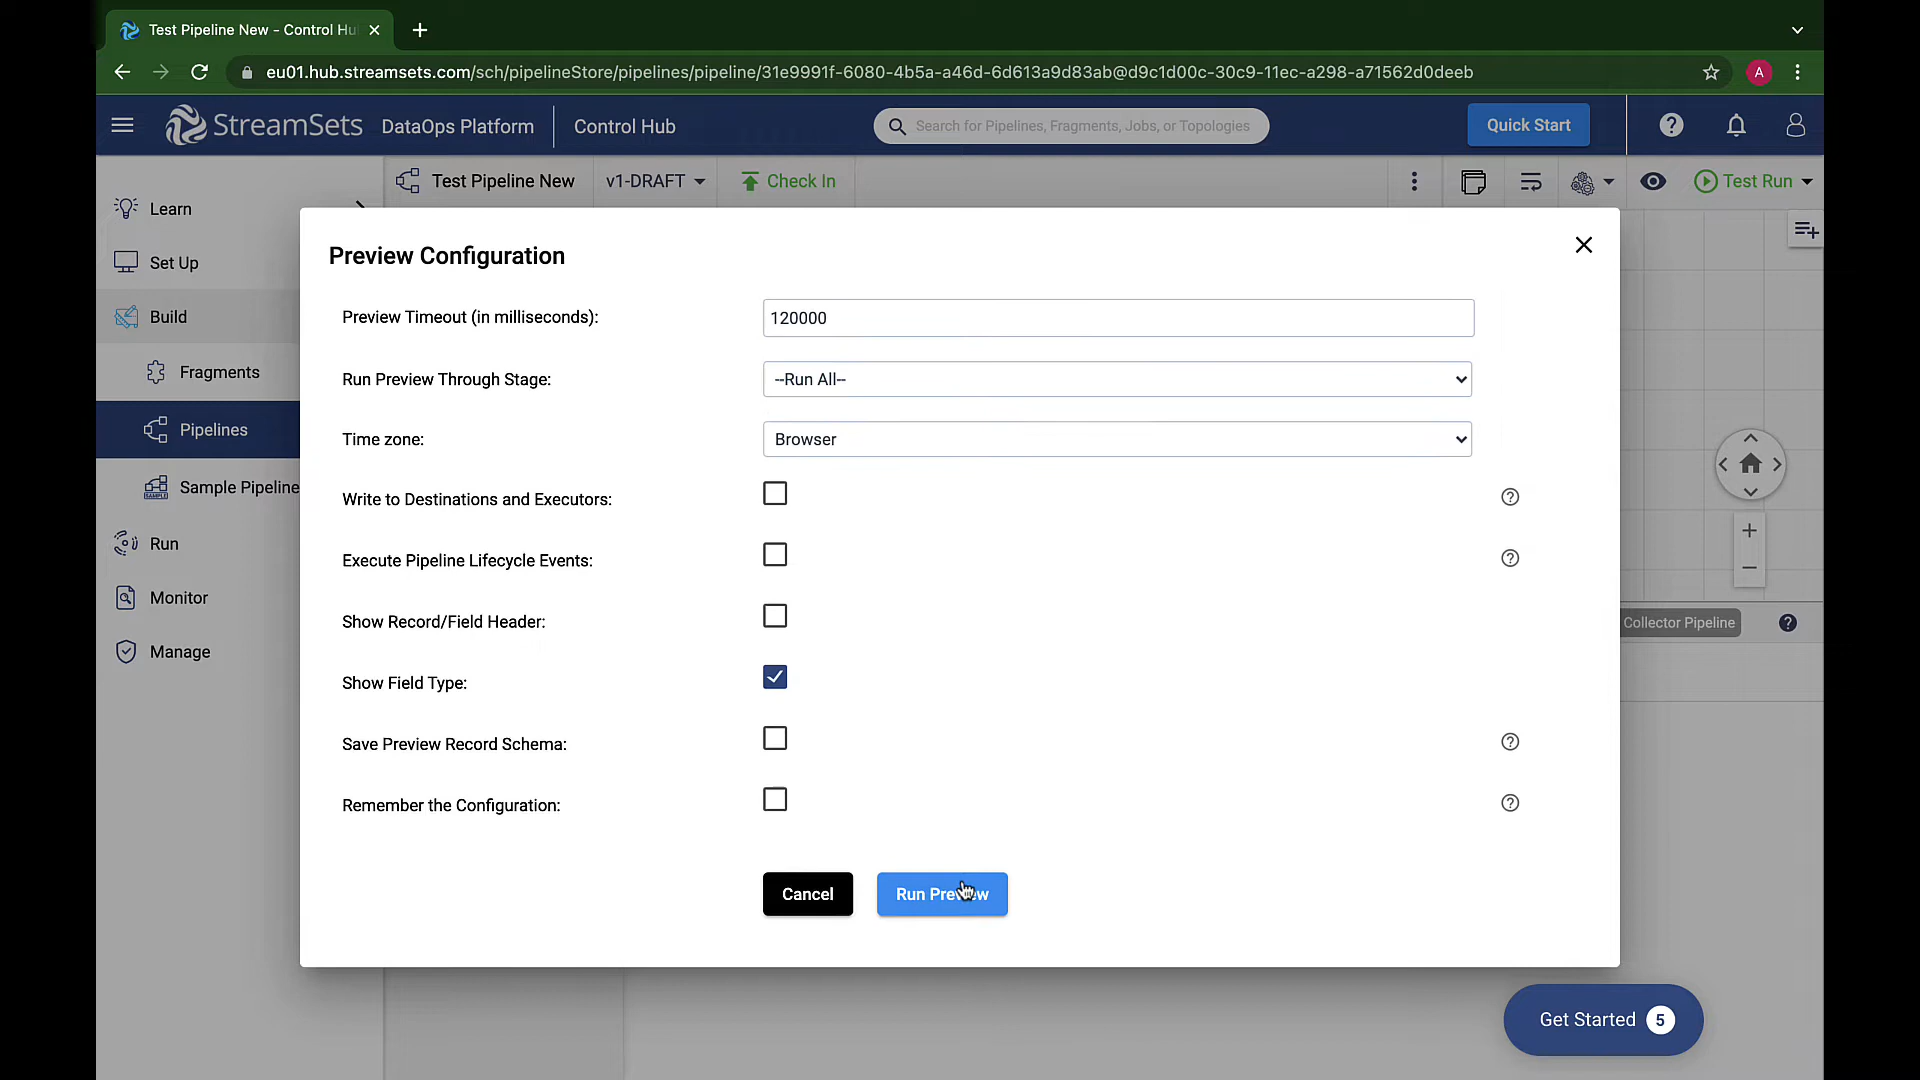 Test Pipeline New - Control Hu
eu01.hub.streamsets.com/sch/pipelineStore/pipelines/pipeline/31e9991f-6080-4b5a-a46d-6d613a9d83ab@d9c1d00c-30c9-11ec-a298-a71562d0deeb
A
StreamSets DataOps Platform Control Hub
Search for Pipelines, Fragments, Jobs, or Topologies
Quick Start
Test Pipeline New
v1-DRAFT
Check In
Test Run
Learn
Set Up
Build
Fragments
Pipelines
Sample Pipeline
Run
Monitor
Manage
Preview Configuration
Preview Timeout (in milliseconds): 120000
Run Preview Through Stage: --Run All--
Time zone: Browser
Write to Destinations and Executors:
Execute Pipeline Lifecycle Events:
Show Record/Field Header:
Show Field Type:
Save Preview Record Schema:
Remember the Configuration:
Cancel
Run Preview
Collector Pipeline
Get Started 5